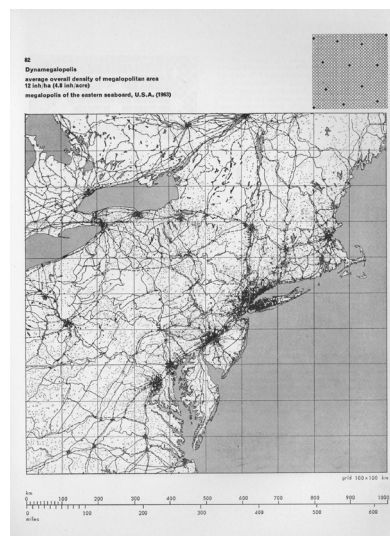 82
Dynamegalopolis
average overall density of megalopolitan area
12 inh/ha (4.8 inh/acre)
megalopolis of the eastern seaboard, U.S.A. (1963)
grid 100×100 km
km
0 100 200 300 400 500 600 700 800 900 1000
0 100 200 300 400 500 600
miles